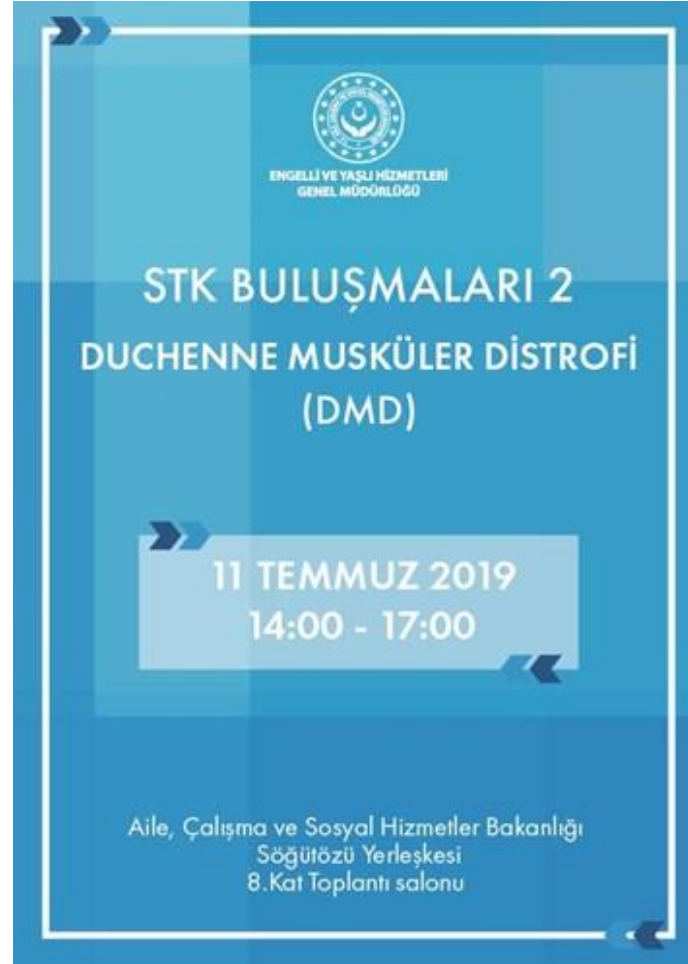 ENGELLİ VE YAŞLI HİZMETLERİ
GENEL MÜDÜRLÜĞÜ
STK BULUŞMALARI 2
DUCHENNE MUSKÜLER DİSTROFİ
(DMD)
11 TEMMUZ 2019
14:00 - 17:00
Aile, Çalışma ve Sosyal Hizmetler Bakanlığı
Söğütözü Yerleşkesi
8.Kat Toplantı salonu